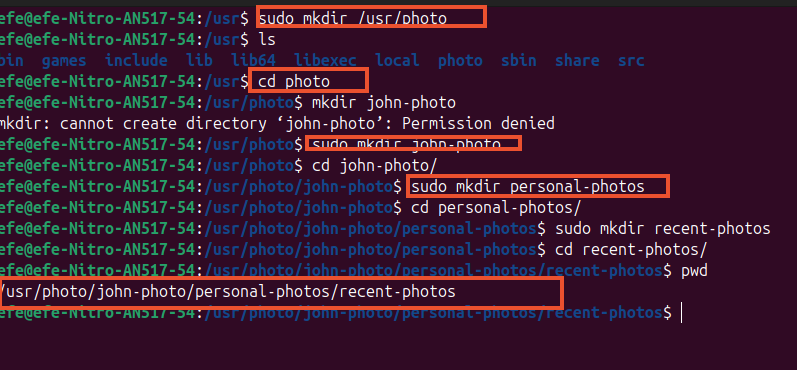 efe@efe-Nitro-AN517-54:/usr$ sudo mkdir /usr/photo
efe@efe-Nitro-AN517-54:/usr$ ls
bin games include lib lib64 libexec local photo sbin share src
efe@efe-Nitro-AN517-54:/usr$ cd photo
efe@efe-Nitro-AN517-54:/usr/photo$ mkdir john-photo
mkdir: cannot create directory ‘john-photo’: Permission denied
efe@efe-Nitro-AN517-54:/usr/photo$ sudo mkdir john-photo
efe@efe-Nitro-AN517-54:/usr/photo$ cd john-photo/
efe@efe-Nitro-AN517-54:/usr/photo/john-photo$ sudo mkdir personal-photos
efe@efe-Nitro-AN517-54:/usr/photo/john-photo$ cd personal-photos/
efe@efe-Nitro-AN517-54:/usr/photo/john-photo/personal-photos$ sudo mkdir recent-photos
efe@efe-Nitro-AN517-54:/usr/photo/john-photo/personal-photos$ cd recent-photos/
efe@efe-Nitro-AN517-54:/usr/photo/john-photo/personal-photos/recent-photos$ pwd
/usr/photo/john-photo/personal-photos/recent-photos
efe@efe-Nitro-AN517-54:/usr/photo/john-photo/personal-photos/recent-photos$